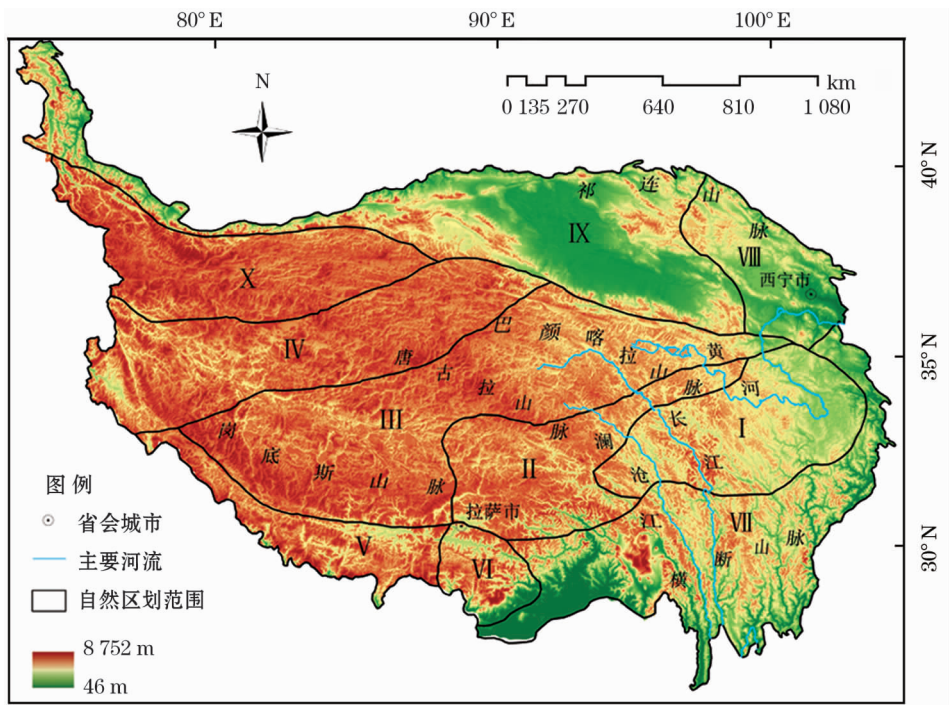 80° E
90° E
100° E
N
km
0 135 270 640 810 1 080
40° N
35° N
30° N
祁连山脉
IX
VIII
西宁市
X
巴颜喀拉山脉
黄河
IV
唐古拉山脉
长江
I
III
冈底斯山脉
II
澜沧江
拉萨市
VII
横断山脉
V
VI
图例
省会城市
主要河流
自然区划范围
8 752 m
46 m